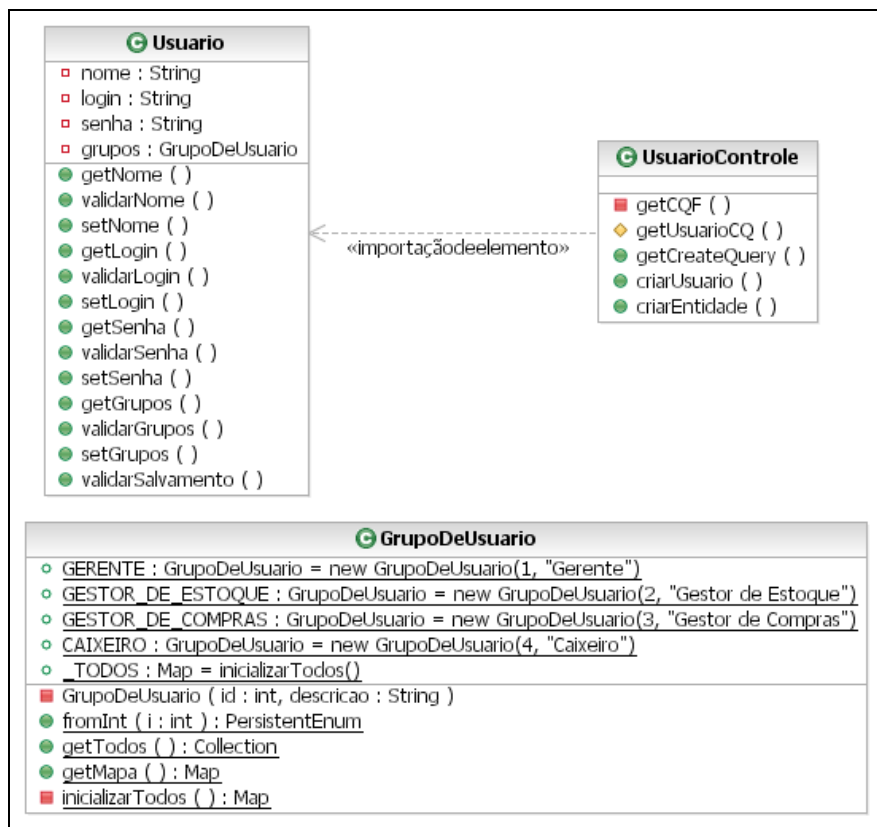 Usuario
nome : String
login : String
senha : String
grupos : GrupoDeUsuario
getNome ( )
validarNome ( )
setNome ( )
getLogin ( )
validarLogin ( )
setLogin ( )
getSenha ( )
validarSenha ( )
setSenha ( )
getGrupos ( )
validarGrupos ( )
setGrupos ( )
validarSalvamento ( )
«importaçãodeelemento»
UsuarioControle
getCQF ( )
getUsuarioCQ ( )
getCreateQuery ( )
criarUsuario ( )
criarEntidade ( )
GrupoDeUsuario
GERENTE : GrupoDeUsuario = new GrupoDeUsuario(1, "Gerente")
GESTOR_DE_ESTOQUE : GrupoDeUsuario = new GrupoDeUsuario(2, "Gestor de Estoque")
GESTOR_DE_COMPRAS : GrupoDeUsuario = new GrupoDeUsuario(3, "Gestor de Compras")
CAIXEIRO : GrupoDeUsuario = new GrupoDeUsuario(4, "Caixeiro")
_TODOS : Map = inicializarTodos()
GrupoDeUsuario ( id : int, descricao : String )
fromInt ( i : int ) : PersistentEnum
getTodos ( ) : Collection
getMapa ( ) : Map
inicializarTodos ( ) : Map